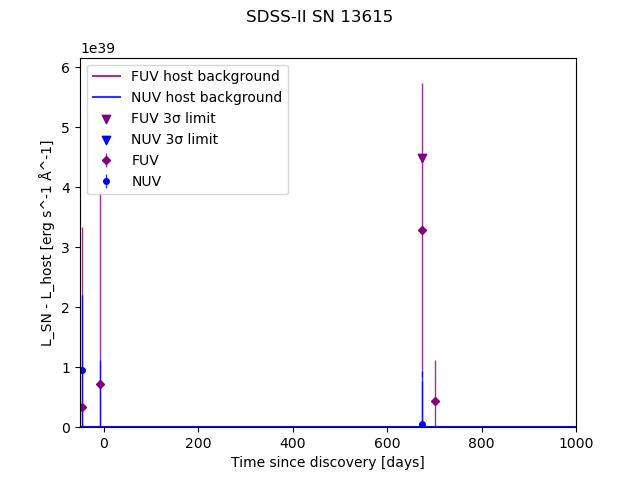 SDSS-II SN 13615
1e39
6
5
4
3
2
1
0
L_SN - L_host [erg s^-1 Å^-1]
FUV host background
NUV host background
FUV 3σ limit
NUV 3σ limit
FUV
NUV
0 200 400 600 800 1000
Time since discovery [days]